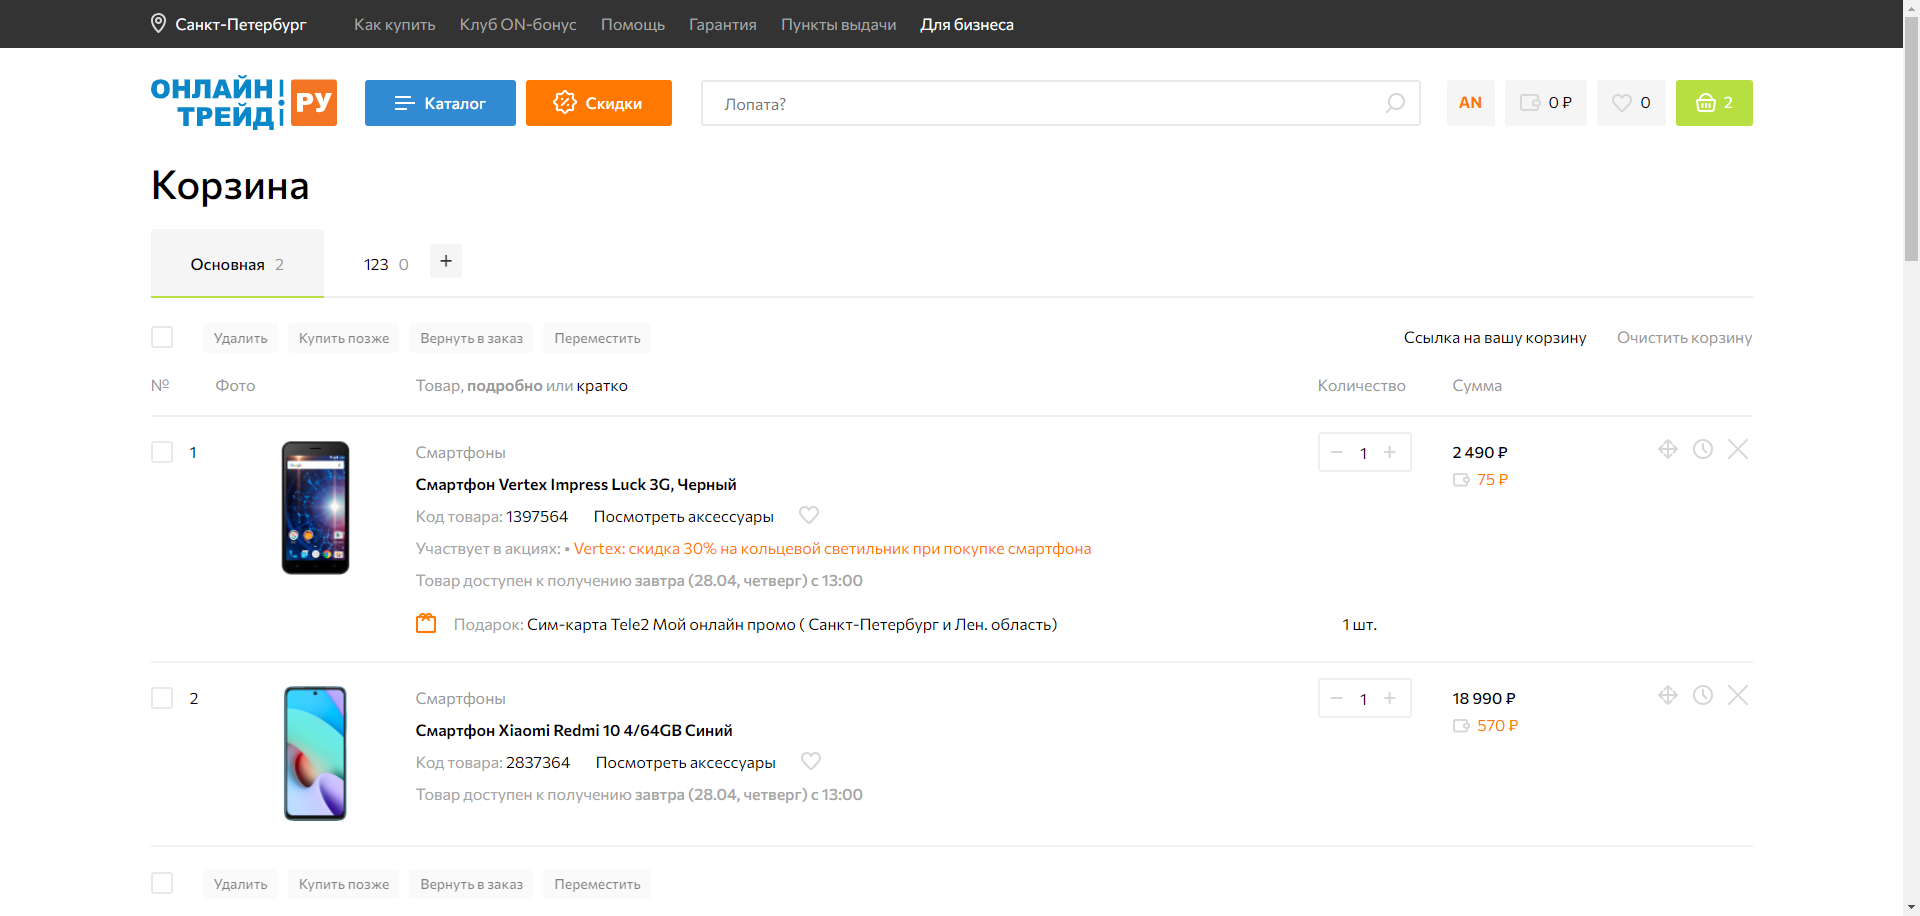 Санкт-Петербург Как купить Клуб ON-бонус Помощь Гарантия Пункты выдачи Для бизнеса
ОНЛАЙН ТРЕЙД РУ Каталог Скидки Лопата? AN 0 ₽ 0 2
Корзина
Основная 2 123 0 +
Удалить Купить позже Вернуть в заказ Переместить Ссылка на вашу корзину Очистить корзину
№ Фото Товар, подробно или кратко Количество Сумма
1 Смартфоны − 1 + 2 490 ₽
Смартфон Vertex Impress Luck 3G, Черный 75 ₽
Код товара: 1397564 Посмотреть аксессуары
Участвует в акциях: • Vertex: скидка 30% на кольцевой светильник при покупке смартфона
Товар доступен к получению завтра (28.04, четверг) с 13:00
Подарок: Сим-карта Tele2 Мой онлайн промо ( Санкт-Петербург и Лен. область) 1 шт.
2 Смартфоны − 1 + 18 990 ₽
Смартфон Xiaomi Redmi 10 4/64GB Синий 570 ₽
Код товара: 2837364 Посмотреть аксессуары
Товар доступен к получению завтра (28.04, четверг) с 13:00
Удалить Купить позже Вернуть в заказ Переместить